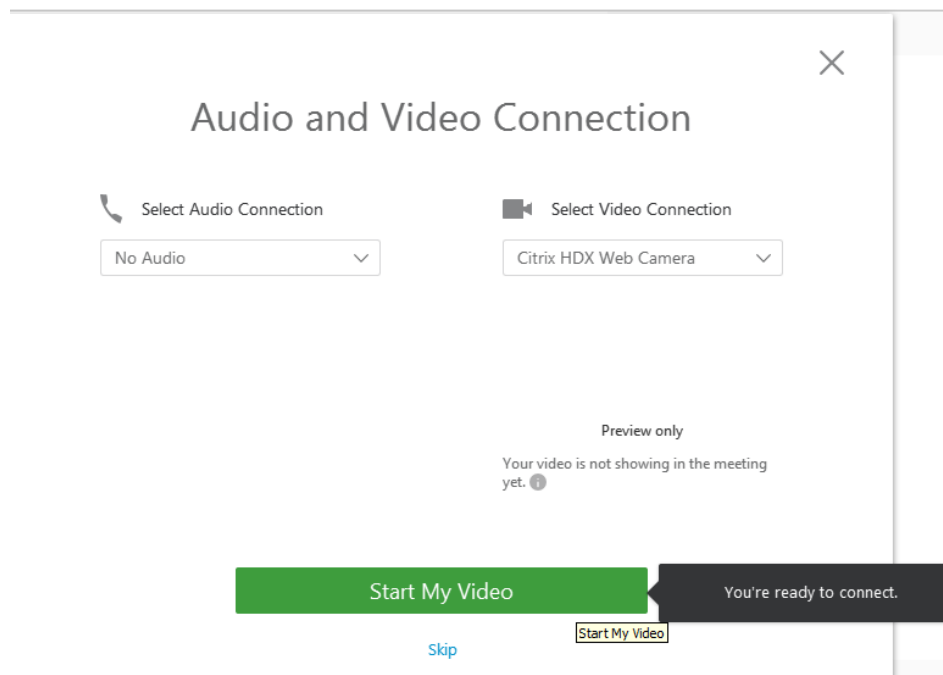 Audio and Video Connection
Select Audio Connection
Select Video Connection
No Audio
Citrix HDX Web Camera
Preview only
Your video is not showing in the meeting
yet.
Start My Video
You're ready to connect.
Start My Video
Skip